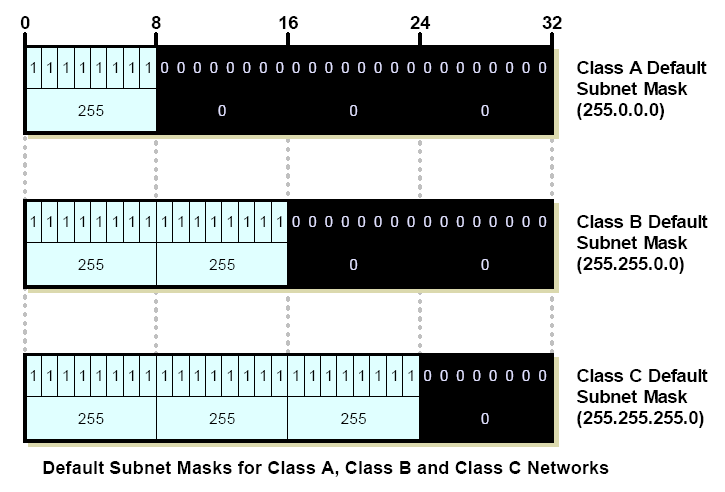 0 8 16 24 32
1 1 1 1 1 1 1 1 0 0 0 0 0 0 0 0 0 0 0 0 0 0 0 0 0 0 0 0 0 0 0 0
255 0 0 0
Class A Default
Subnet Mask
(255.0.0.0)
1 1 1 1 1 1 1 1 1 1 1 1 1 1 1 1 0 0 0 0 0 0 0 0 0 0 0 0 0 0 0 0
255 255 0 0
Class B Default
Subnet Mask
(255.255.0.0)
1 1 1 1 1 1 1 1 1 1 1 1 1 1 1 1 1 1 1 1 1 1 1 1 0 0 0 0 0 0 0 0
255 255 255 0
Class C Default
Subnet Mask
(255.255.255.0)
Default Subnet Masks for Class A, Class B and Class C Networks